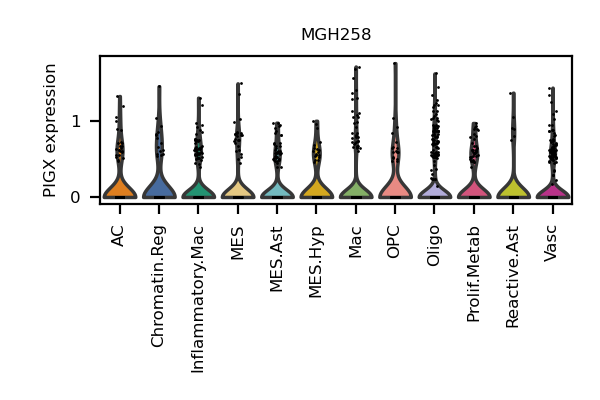 MGH258
PIGX expression
1
0
AC
Chromatin.Reg
Inflammatory.Mac
MES
MES.Ast
MES.Hyp
Mac
OPC
Oligo
Prolif.Metab
Reactive.Ast
Vasc